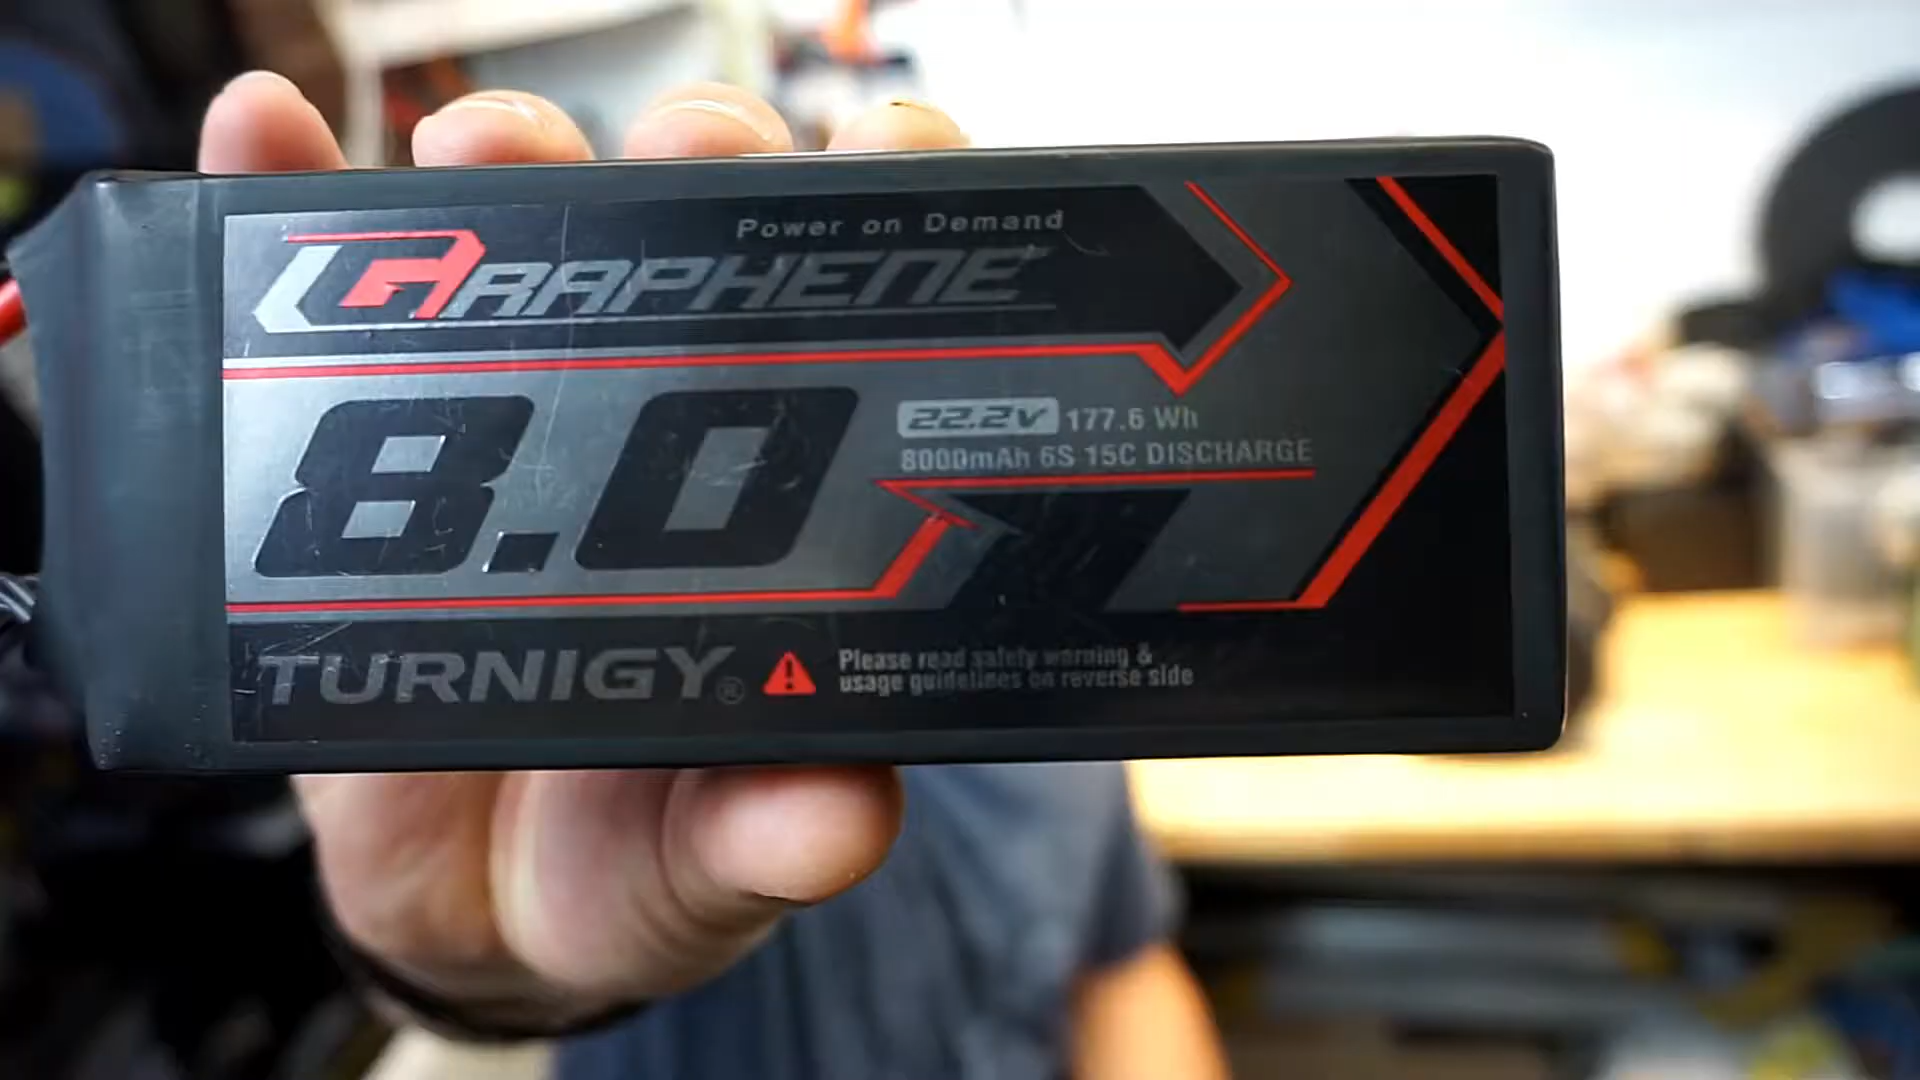 Power on Demand
GRAPHENE
8.0
22.2V 177.6 Wh
8000mAh 6S 15C DISCHARGE
TURNIGY®
Please read safety warning &
usage guidelines on reverse side